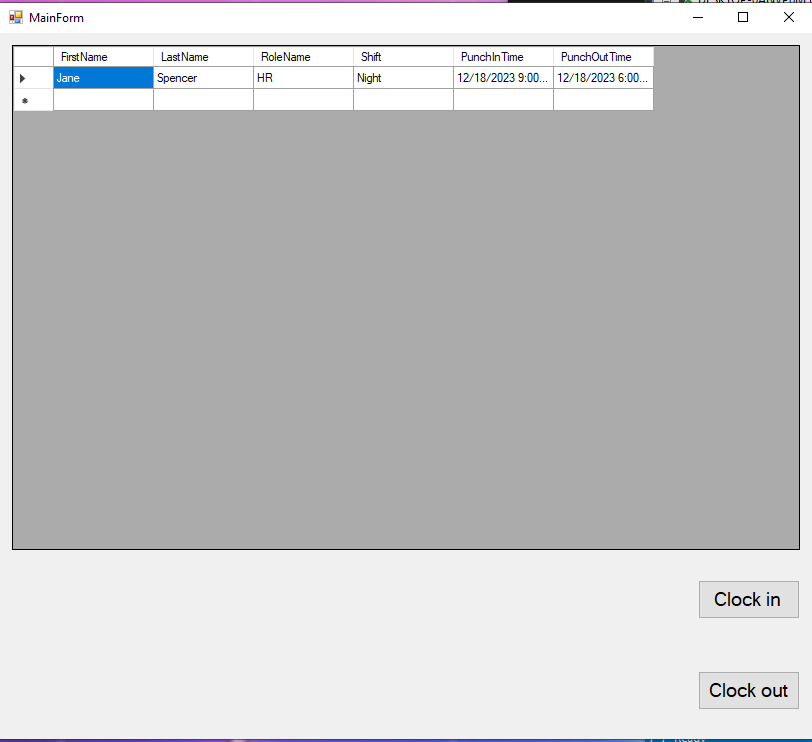 MainForm
FirstName LastName RoleName Shift PunchInTime PunchOutTime
Jane Spencer HR Night 12/18/2023 9:00... 12/18/2023 6:00...
Clock in
Clock out